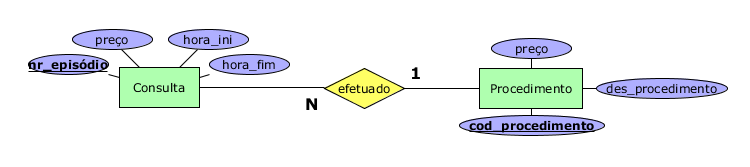 preço
hora_ini
nr_episódio
hora_fim
Consulta
N
efetuado
1
preço
Procedimento
des_procedimento
cod_procedimento